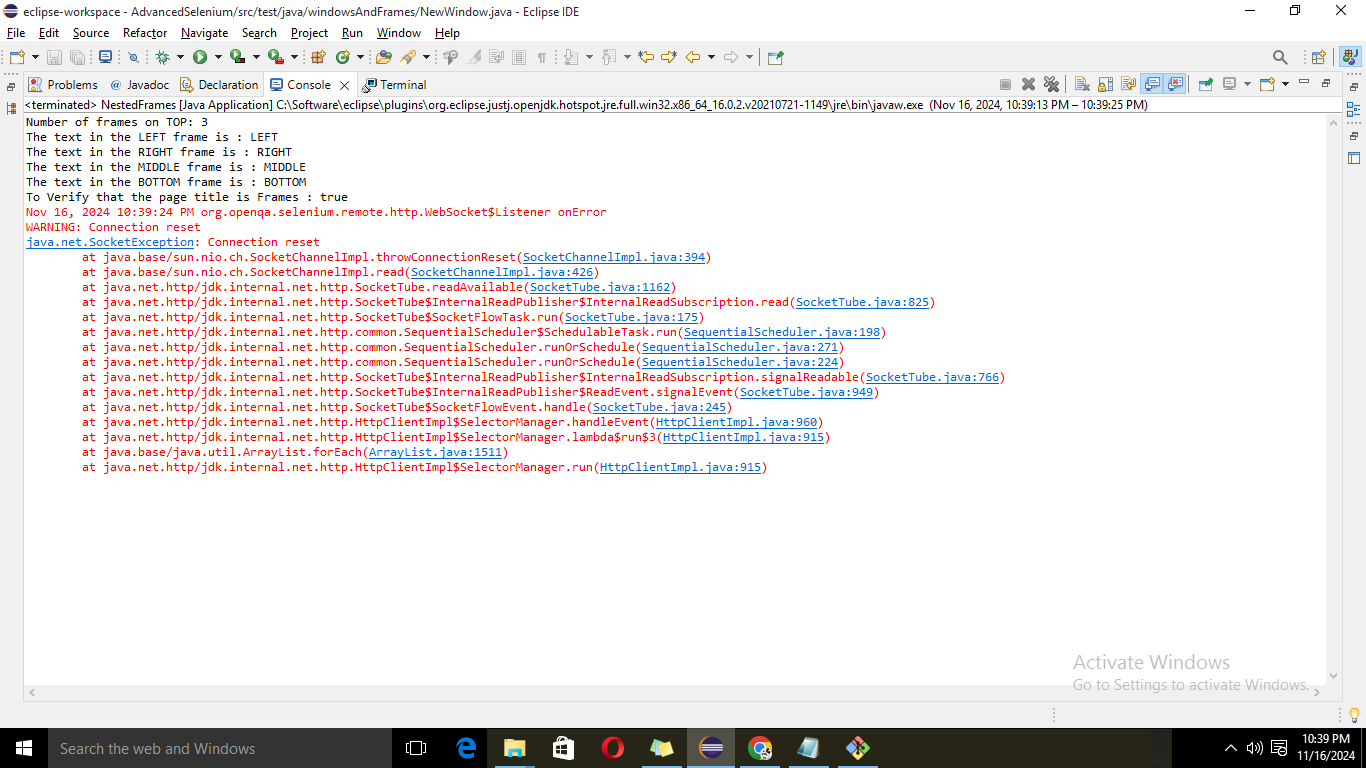 eclipse-workspace - AdvancedSelenium/src/test/java/windowsAndFrames/NewWindow.java - Eclipse IDE
File Edit Source Refactor Navigate Search Project Run Window Help
Problems @ Javadoc Declaration Console Terminal
<terminated> NestedFrames [Java Application] C:\Software\eclipse\plugins\org.eclipse.justj.openjdk.hotspot.jre.full.win32.x86_64_16.0.2.v20210721-1149\jre\bin\javaw.exe (Nov 16, 2024, 10:39:13 PM – 10:39:25 PM)
Number of frames on TOP: 3
The text in the LEFT frame is : LEFT
The text in the RIGHT frame is : RIGHT
The text in the MIDDLE frame is : MIDDLE
The text in the BOTTOM frame is : BOTTOM
To Verify that the page title is Frames : true
Nov 16, 2024 10:39:24 PM org.openqa.selenium.remote.http.WebSocket$Listener onError
WARNING: Connection reset
java.net.SocketException: Connection reset
at java.base/sun.nio.ch.SocketChannelImpl.throwConnectionReset(SocketChannelImpl.java:394)
at java.base/sun.nio.ch.SocketChannelImpl.read(SocketChannelImpl.java:426)
at java.net.http/jdk.internal.net.http.SocketTube.readAvailable(SocketTube.java:1162)
at java.net.http/jdk.internal.net.http.SocketTube$InternalReadPublisher$InternalReadSubscription.read(SocketTube.java:825)
at java.net.http/jdk.internal.net.http.SocketTube$SocketFlowTask.run(SocketTube.java:175)
at java.net.http/jdk.internal.net.http.common.SequentialScheduler$SchedulableTask.run(SequentialScheduler.java:198)
at java.net.http/jdk.internal.net.http.common.SequentialScheduler.runOrSchedule(SequentialScheduler.java:271)
at java.net.http/jdk.internal.net.http.common.SequentialScheduler.runOrSchedule(SequentialScheduler.java:224)
at java.net.http/jdk.internal.net.http.SocketTube$InternalReadPublisher$InternalReadSubscription.signalReadable(SocketTube.java:766)
at java.net.http/jdk.internal.net.http.SocketTube$InternalReadPublisher$ReadEvent.signalEvent(SocketTube.java:949)
at java.net.http/jdk.internal.net.http.SocketTube$SocketFlowEvent.handle(SocketTube.java:245)
at java.net.http/jdk.internal.net.http.HttpClientImpl$SelectorManager.handleEvent(HttpClientImpl.java:960)
at java.net.http/jdk.internal.net.http.HttpClientImpl$SelectorManager.lambda$run$3(HttpClientImpl.java:915)
at java.base/java.util.ArrayList.forEach(ArrayList.java:1511)
at java.net.http/jdk.internal.net.http.HttpClientImpl$SelectorManager.run(HttpClientImpl.java:915)
Activate Windows
Go to Settings to activate Windows.
Search the web and Windows
10:39 PM
11/16/2024